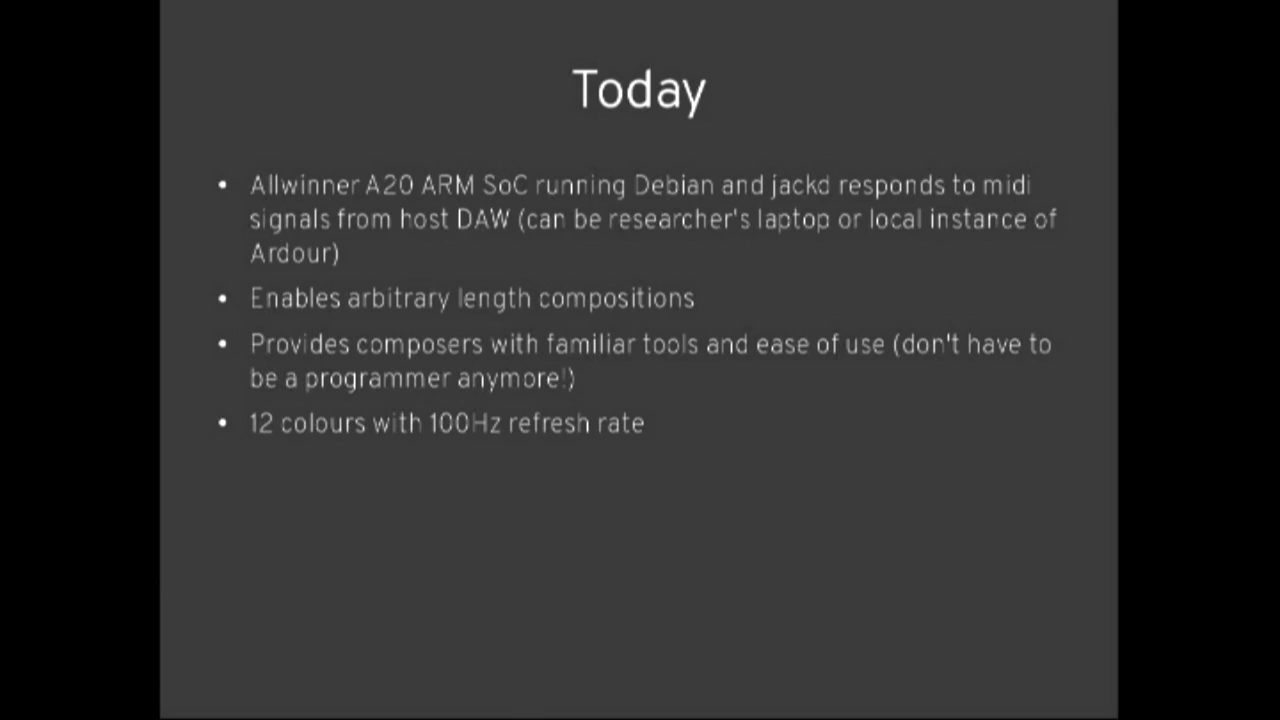 Today
• Allwinner A20 ARM SoC running Debian and jackd responds to midi
signals from host DAW (can be researcher's laptop or local instance of
Ardour)
• Enables arbitrary length compositions
• Provides composers with familiar tools and ease of use (don't have to
be a programmer anymore!)
• 12 colours with 100Hz refresh rate